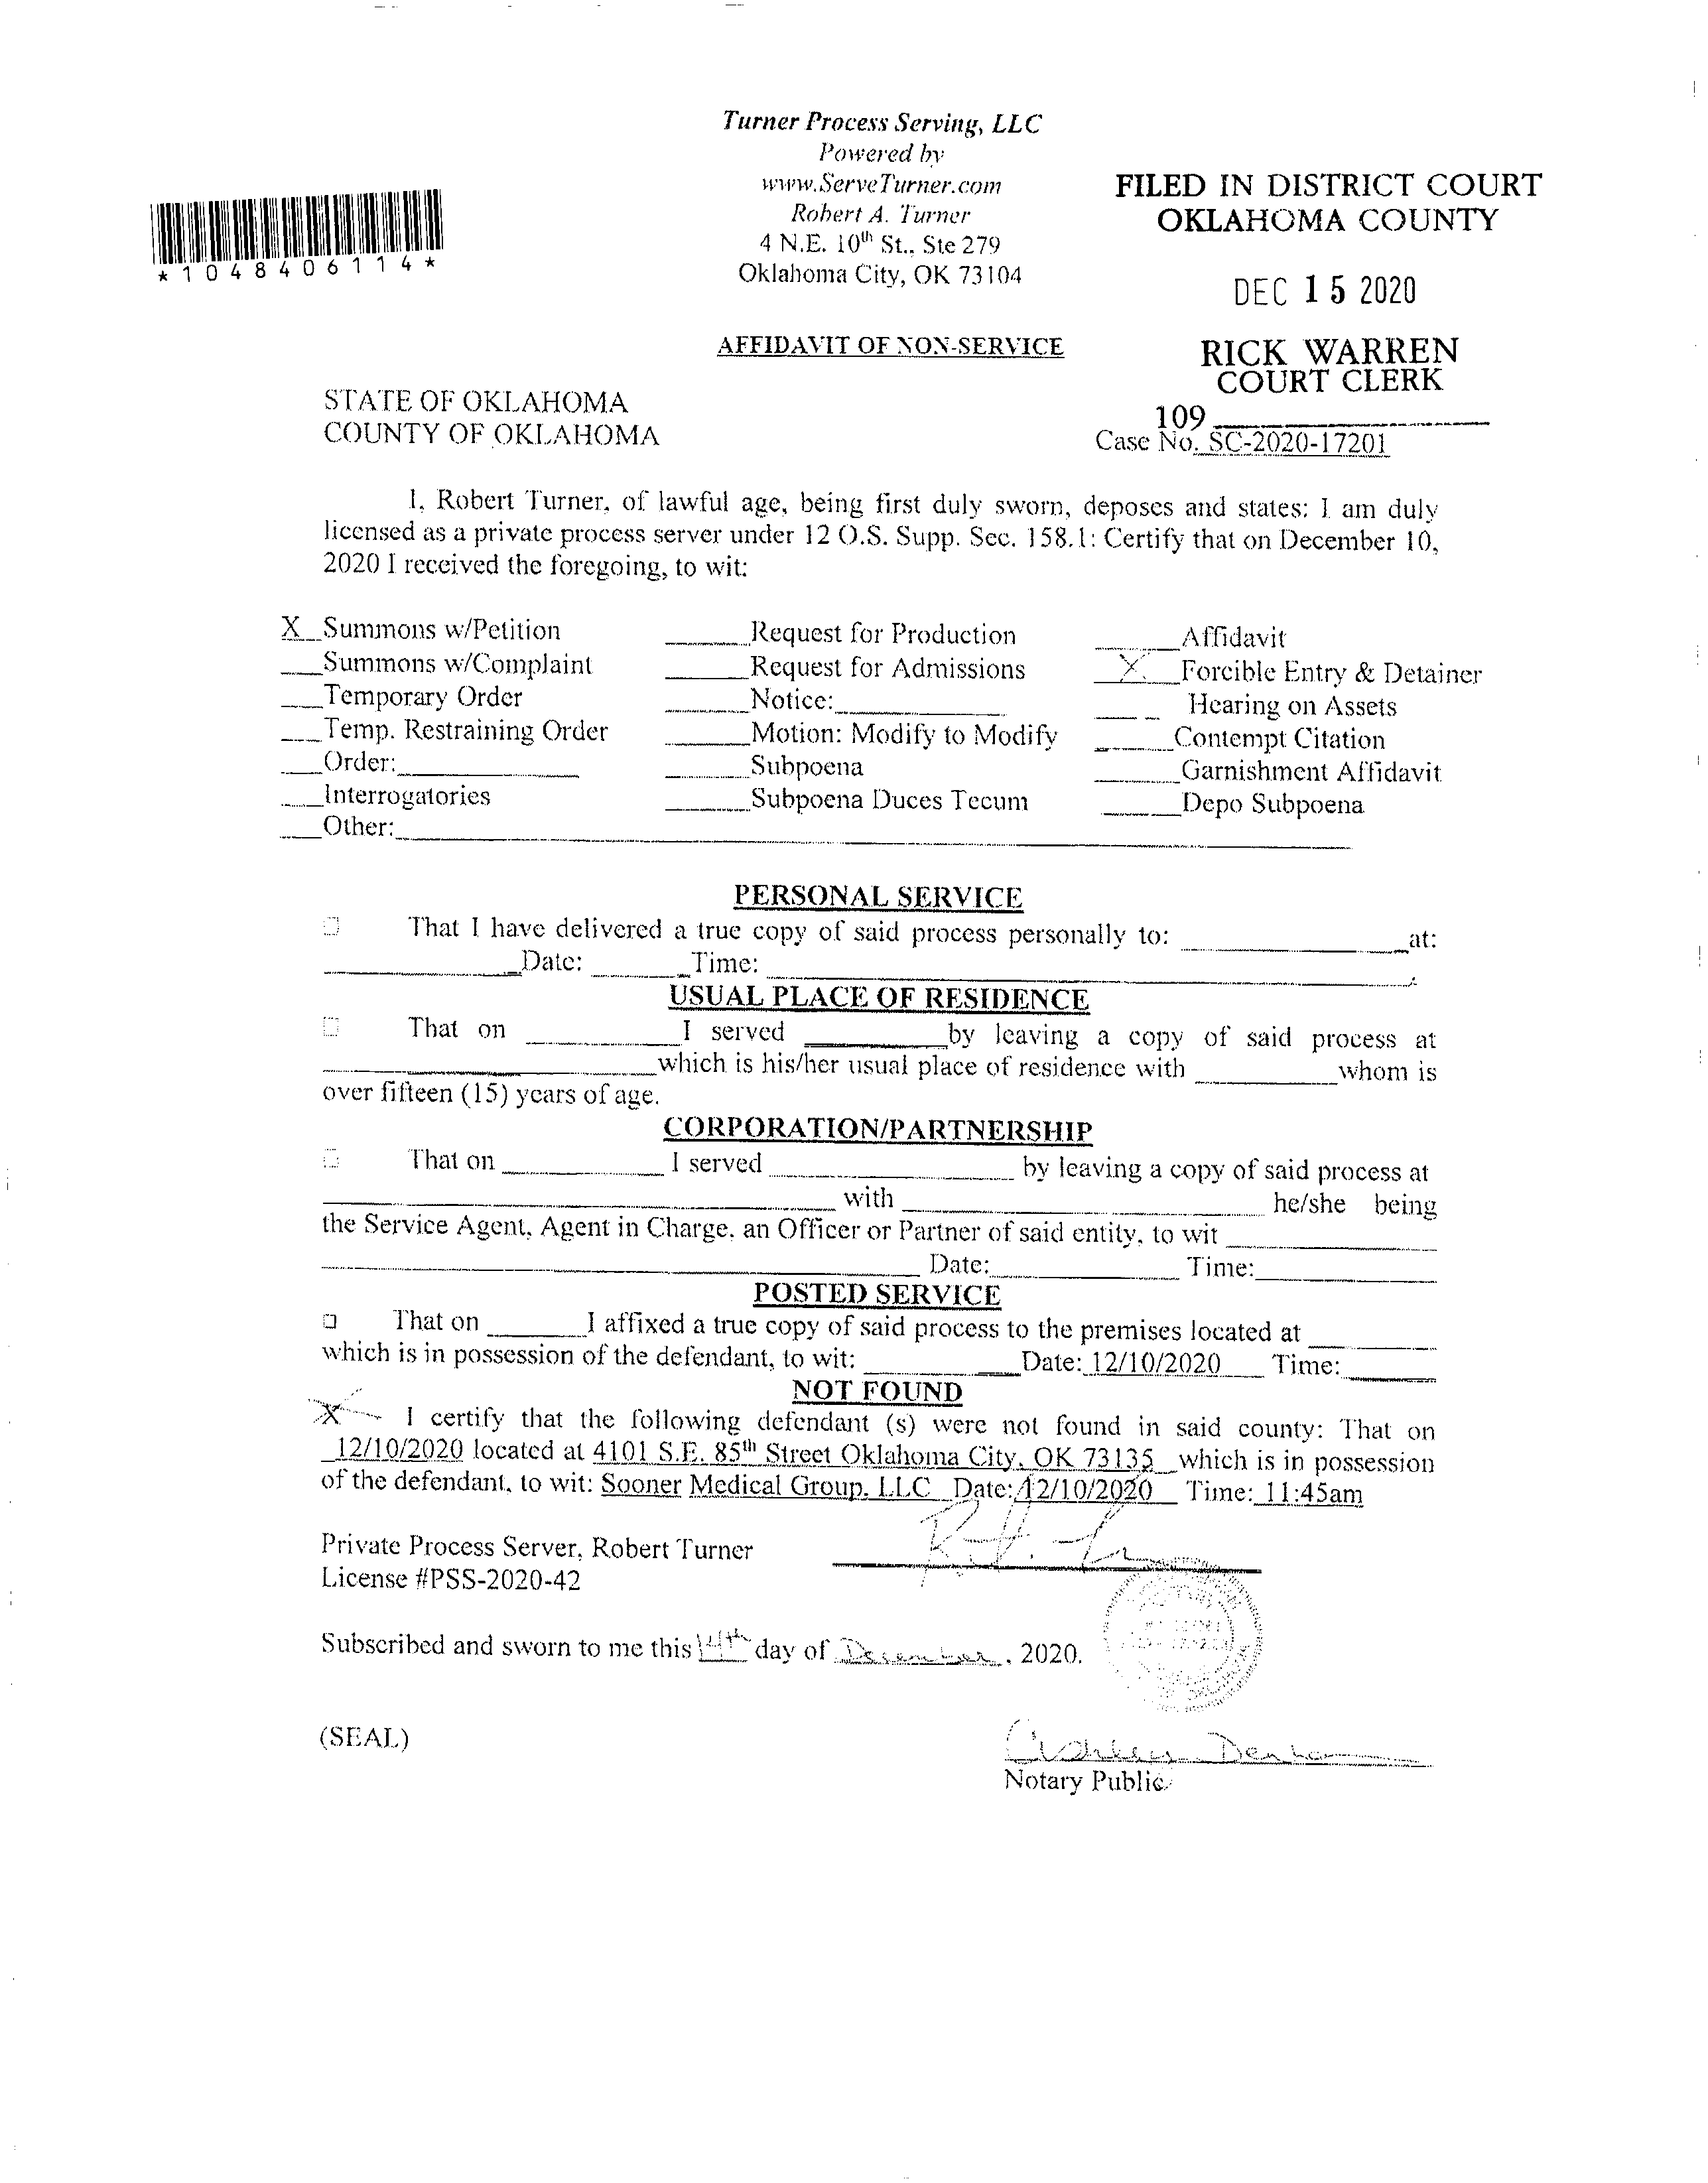 Turner Process Serving, LLC
Powered by
www.ServeTurner.com
Robert A. Turner
4 N.E. 10th St., Ste 279
Oklahoma City, OK 73104
*1048406114*
FILED IN DISTRICT COURT
OKLAHOMA COUNTY
DEC 15 2020
RICK WARREN
COURT CLERK
109
AFFIDAVIT OF NON-SERVICE
STATE OF OKLAHOMA
COUNTY OF OKLAHOMA
Case No. SC-2020-17201
I, Robert Turner, of lawful age, being first duly sworn, deposes and states: I am duly
licensed as a private process server under 12 O.S. Supp. Sec. 158.1: Certify that on December 10,
2020 I received the foregoing, to wit:
X Summons w/Petition ___Request for Production ___Affidavit
___Summons w/Complaint ___Request for Admissions X Forcible Entry & Detainer
___Temporary Order ___Notice:___ ___ Hearing on Assets
___Temp. Restraining Order ___Motion: Modify to Modify ___Contempt Citation
___Order:___ ___Subpoena ___Garnishment Affidavit
___Interrogatories ___Subpoena Duces Tecum ___Depo Subpoena
___Other:___
PERSONAL SERVICE
☐ That I have delivered a true copy of said process personally to: ___at:
___Date: ___Time: ___.
USUAL PLACE OF RESIDENCE
☐ That on ___I served ___by leaving a copy of said process at
___which is his/her usual place of residence with ___whom is
over fifteen (15) years of age.
CORPORATION/PARTNERSHIP
☐ That on ___ I served ___ by leaving a copy of said process at
___ with ___ he/she being
the Service Agent, Agent in Charge, an Officer or Partner of said entity, to wit ___
___ Date:___ Time:___
POSTED SERVICE
☐ That on ___I affixed a true copy of said process to the premises located at ___
which is in possession of the defendant, to wit: ___Date: 12/10/2020 Time:___
NOT FOUND
X I certify that the following defendant (s) were not found in said county: That on
12/10/2020 located at 4101 S.E. 85th Street Oklahoma City, OK 73135 which is in possession
of the defendant, to wit: Sooner Medical Group, LLC Date: 12/10/2020 Time: 11:45am
Private Process Server, Robert Turner
License #PSS-2020-42
Subscribed and sworn to me this 14th day of December, 2020.
(SEAL)
Notary Public